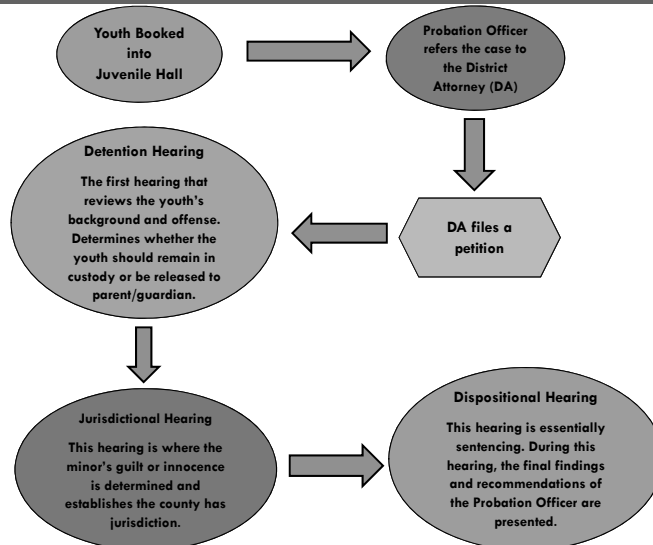 Youth Booked
into
Juvenile Hall
Probation Officer
refers the case to
the District
Attorney (DA)
DA files a
petition
Detention Hearing
The first hearing that
reviews the youth's
background and offense.
Determines whether the
youth should remain in
custody or be released to
parent/guardian.
Jurisdictional Hearing
This hearing is where the
minor's guilt or innocence
is determined and
establishes the county has
jurisdiction.
Dispositional Hearing
This hearing is essentially
sentencing. During this
hearing, the final findings
and recommendations of
the Probation Officer are
presented.